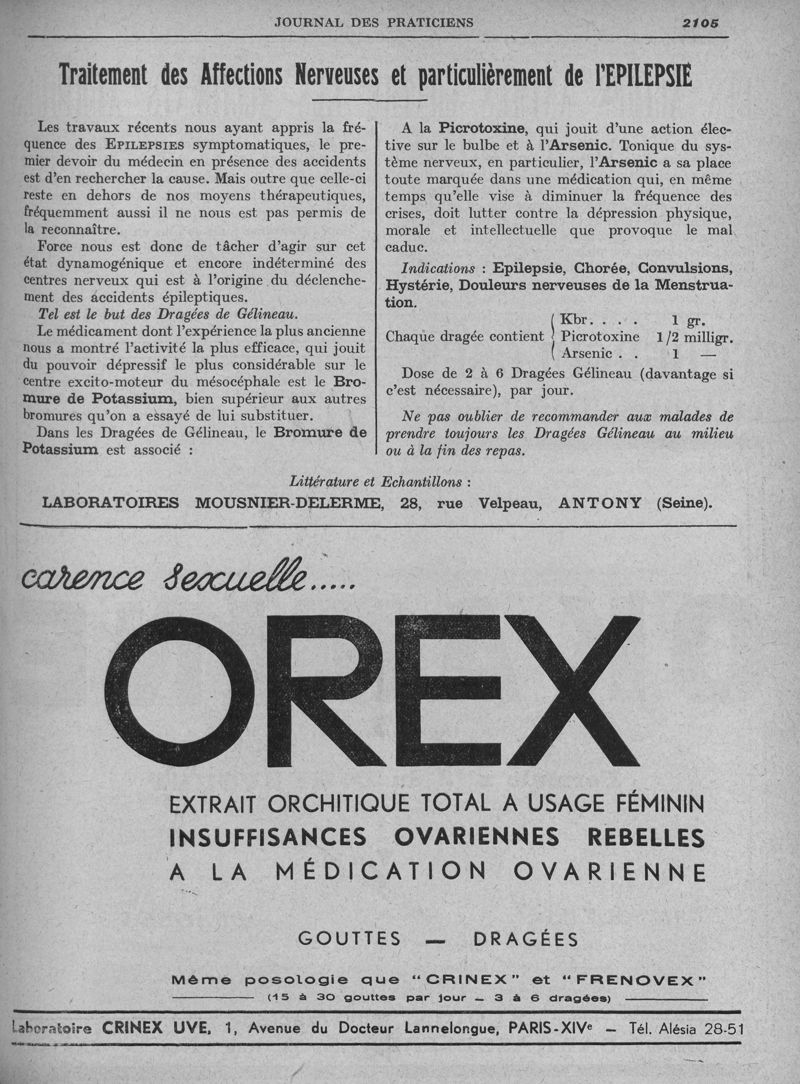 JOURNAL DES PRATICIENS 2105
Traitement des Affections Nerveuses et particulièrement de l'EPILEPSIE
Les travaux récents nous ayant appris la fré-
quence des EPILEPSIES symptomatiques, le pre-
mier devoir du médecin en présence des accidents
est d'en rechercher la cause. Mais outre que celle-ci
reste en dehors de nos moyens thérapeutiques,
fréquemment aussi il ne nous est pas permis de
la reconnaître.
Force nous est donc de tâcher d'agir sur cet
état dynamogénique et encore indéterminé des
centres nerveux qui est à l'origine du déclenche-
ment des accidents épileptiques.
Tel est le but des Dragées de Gélineau.
Le médicament dont l'expérience la plus ancienne
nous a montré l'activité la plus efficace, qui jouit
du pouvoir dépressif le plus considérable sur le
centre excito-moteur du mésocéphale est le Bro-
mure de Potassium, bien supérieur aux autres
bromures qu'on a essayé de lui substituer.
Dans les Dragées de Gélineau, le Bromure de
Potassium est associé :
A la Picrotoxine, qui jouit d'une action élec-
tive sur le bulbe et à l'Arsenic. Tonique du sys-
tème nerveux, en particulier, l'Arsenic a sa place
toute marquée dans une médication qui, en même
temps qu'elle vise à diminuer la fréquence des
crises, doit lutter contre la dépression physique,
morale et intellectuelle que provoque le mal
caduc.
Indications : Epilepsie, Chorée, Convulsions,
Hystérie, Douleurs nerveuses de la Menstrua-
tion.
Kbr. . . . 1 gr.
Chaque dragée contient { Picrotoxine 1/2 milligr.
Arsenic . . 1 —
Dose de 2 à 6 Dragées Gélineau (davantage si
c'est nécessaire), par jour.
Ne pas oublier de recommander aux malades de
prendre toujours les Dragées Gélineau au milieu
ou à la fin des repas.
Littérature et Echantillons :
LABORATOIRES MOUSNIER-DELERME, 28, rue Velpeau, ANTONY (Seine).
carence sexuelle.....
OREX
EXTRAIT ORCHITIQUE TOTAL A USAGE FÉMININ
INSUFFISANCES OVARIENNES REBELLES
A LA MÉDICATION OVARIENNE
GOUTTES — DRAGÉES
Même posologie que "CRINEX" et "FRENOVEX"
(15 à 30 gouttes par jour — 3 à 6 dragées)
Laboratoire CRINEX UVE, 1, Avenue du Docteur Lannelongue, PARIS-XIVe — Tél. Alésia 28-51